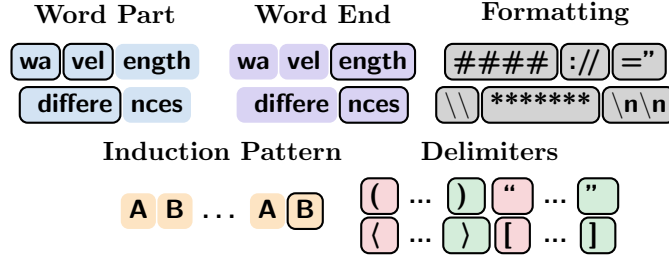 Word Part Word End Formatting
wa vel ength wa vel ength #### :// =”
differe nces differe nces \\ ******* \n\n
Induction Pattern Delimiters
A B ... A B ( ... ) “ ... ”
⟨ ... ⟩ [ ... ]